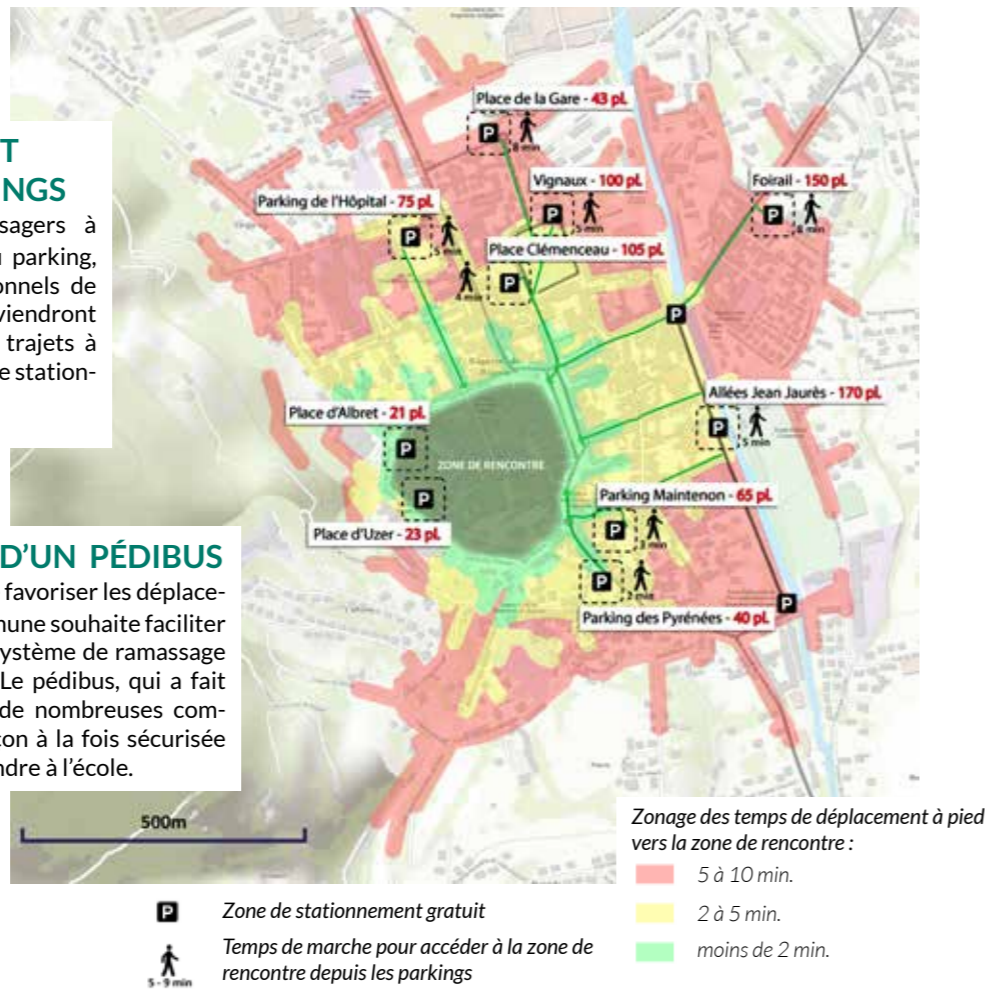 T
INGS
sagers à
u parking,
onnels de
viendront
trajets à
e station-
D'UN PÉDIBUS
favoriser les déplace-
mune souhaite faciliter
système de ramassage
Le pédibus, qui a fait
de nombreuses com-
çon à la fois sécurisée
ndre à l'école.
Place de la Gare - 43 pl.
8 min
Vignaux - 100 pl.
5 min
Foirail - 150 pl.
8 min
Parking de l'Hôpital - 75 pl.
5 min
Place Clémenceau - 105 pl.
4 min
Allées Jean Jaurès - 170 pl.
5 min
Place d'Albret - 21 pl.
ZONE DE RENCONTRE
Place d'Uzer - 23 pl.
Parking Maintenon - 65 pl.
3 min
2 min
Parking des Pyrénées - 40 pl.
500m
P
Zone de stationnement gratuit
5 - 9 min
Temps de marche pour accéder à la zone de
rencontre depuis les parkings
Zonage des temps de déplacement à pied
vers la zone de rencontre :
5 à 10 min.
2 à 5 min.
moins de 2 min.